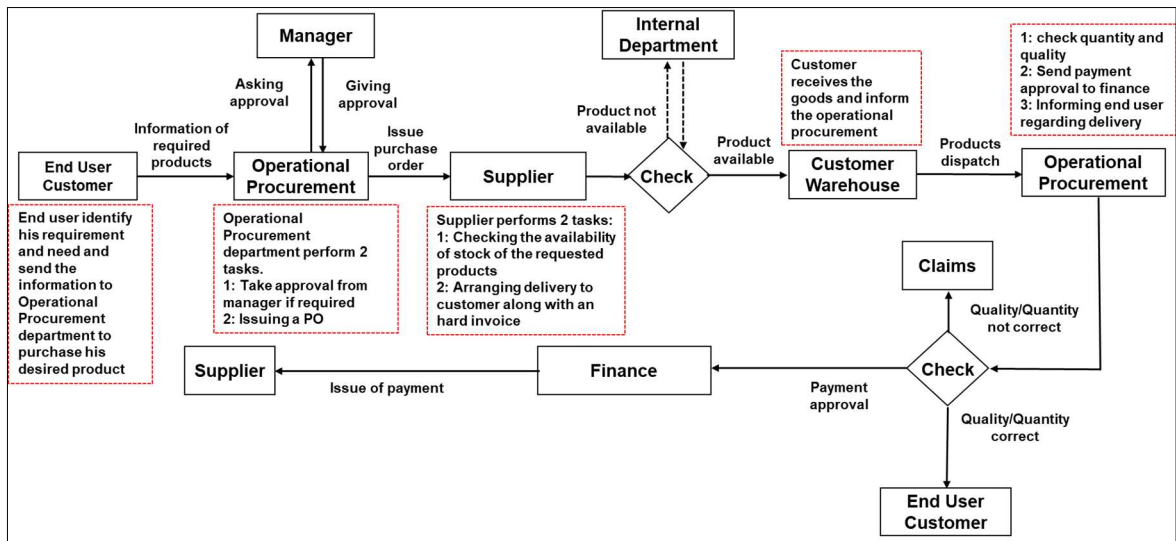 Manager
Asking
approval
Giving
approval
Information of
required
products
Issue
purchase
order
End User
Customer
Operational
Procurement
Supplier
Internal
Department
Product not
available
Check
Product
available
Customer
receives the
goods and inform
the operational
procurement
Customer
Warehouse
Products
dispatch
1: check quantity and
quality
2: Send payment
approval to finance
3: Informing end user
regarding delivery
Operational
Procurement
End user identify
his requirement
and need and
send the
information to
Operational
Procurement
department to
purchase his
desired product
Operational
Procurement
department perform 2
tasks.
1: Take approval from
manager if required
2: Issuing a PO
Supplier performs 2 tasks:
1: Checking the availability
of stock of the requested
products
2: Arranging delivery to
customer along with an
hard invoice
Claims
Quality/Quantity
not correct
Check
Payment
approval
Finance
Issue of payment
Supplier
Quality/Quantity
correct
End User
Customer